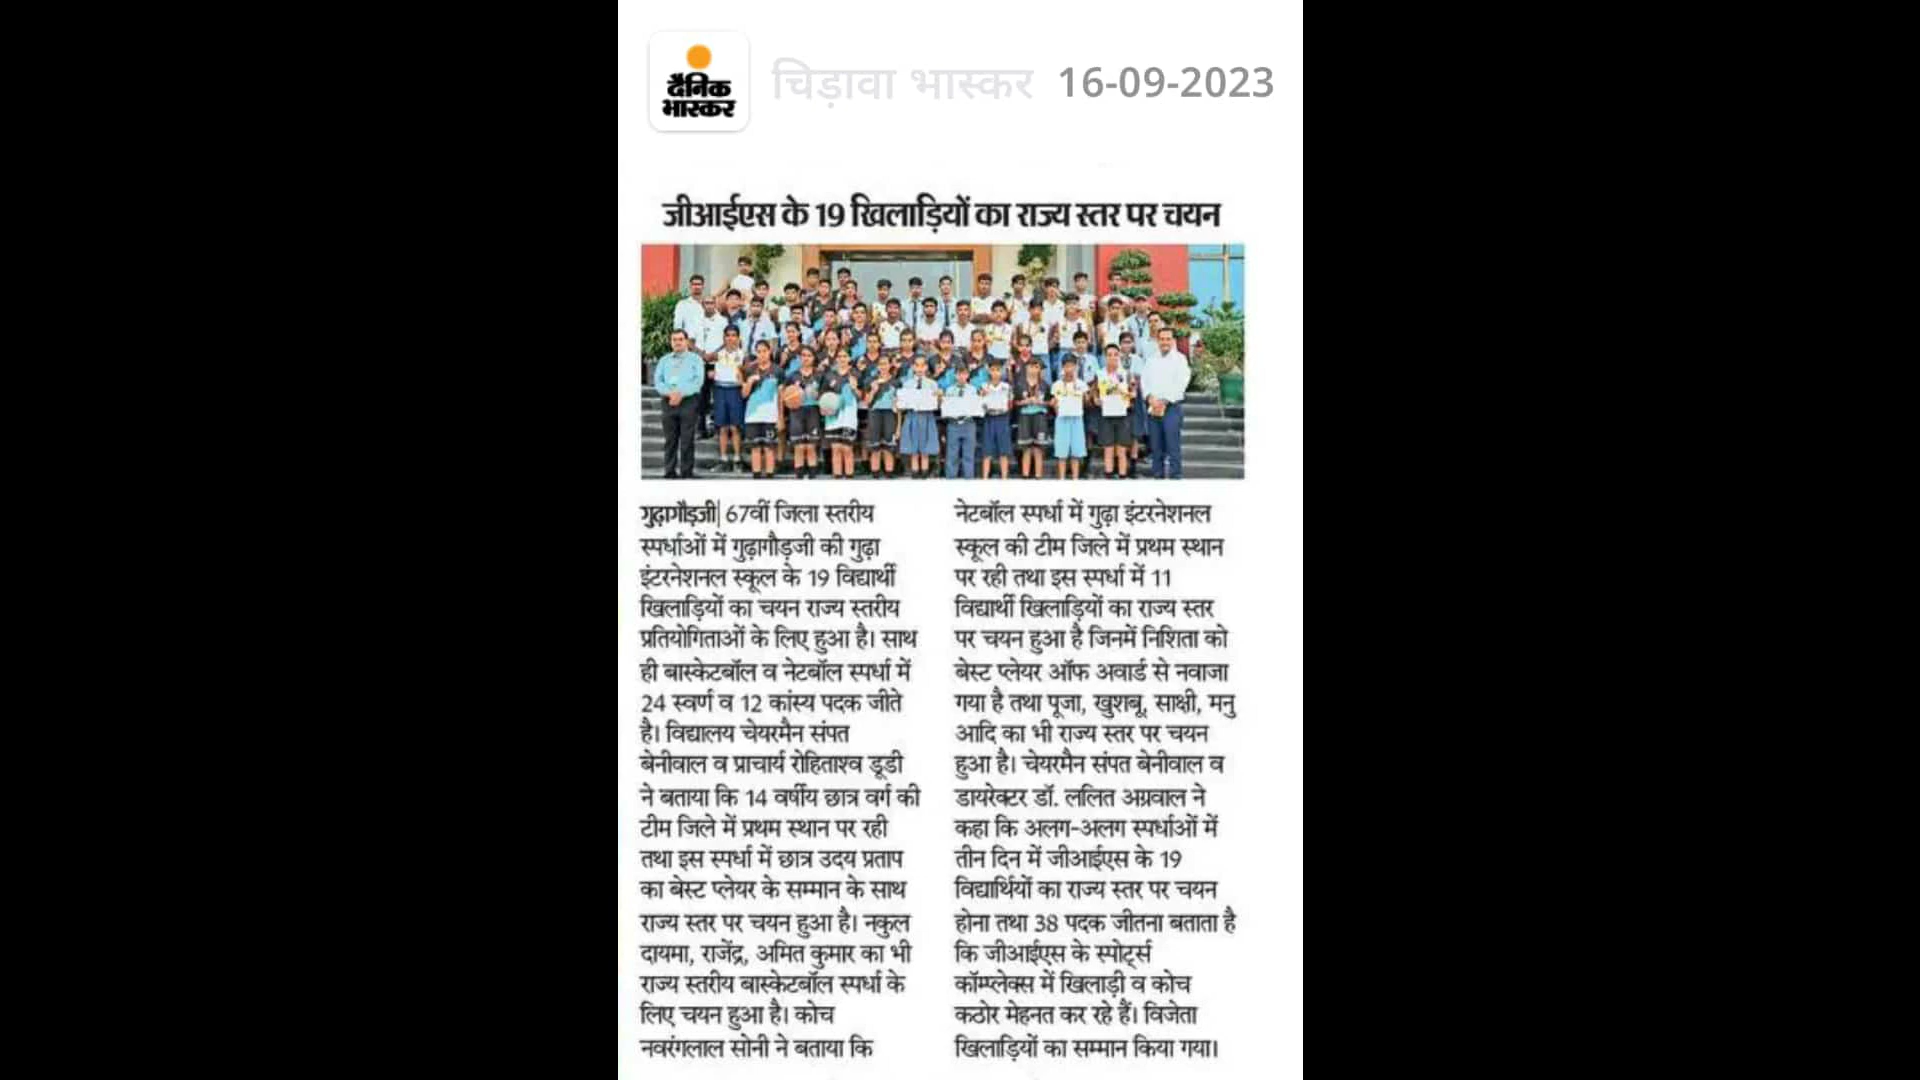 दैनिक
भास्कर
चिड़ावा भास्कर 16-09-2023
जीआईएस के 19 खिलाड़ियों का राज्य स्तर पर चयन
गुढ़ागौड़जी| 67वीं जिला स्तरीय
स्पर्धाओं में गुढ़ागौड़जी की गुढ़ा
इंटरनेशनल स्कूल के 19 विद्यार्थी
खिलाड़ियों का चयन राज्य स्तरीय
प्रतियोगिताओं के लिए हुआ है। साथ
ही बास्केटबॉल व नेटबॉल स्पर्धा में
24 स्वर्ण व 12 कांस्य पदक जीते
है। विद्यालय चेयरमैन संपत
बेनीवाल व प्राचार्य रोहिताश्व डूडी
ने बताया कि 14 वर्षीय छात्र वर्ग की
टीम जिले में प्रथम स्थान पर रही
तथा इस स्पर्धा में छात्र उदय प्रताप
का बेस्ट प्लेयर के सम्मान के साथ
राज्य स्तर पर चयन हुआ है। नकुल
दायमा, राजेंद्र, अमित कुमार का भी
राज्य स्तरीय बास्केटबॉल स्पर्धा के
लिए चयन हुआ है। कोच
नवरंगलाल सोनी ने बताया कि
नेटबॉल स्पर्धा में गुढ़ा इंटरनेशनल
स्कूल की टीम जिले में प्रथम स्थान
पर रही तथा इस स्पर्धा में 11
विद्यार्थी खिलाड़ियों का राज्य स्तर
पर चयन हुआ है जिनमें निशिता को
बेस्ट प्लेयर ऑफ अवार्ड से नवाजा
गया है तथा पूजा, खुशबू, साक्षी, मनु
आदि का भी राज्य स्तर पर चयन
हुआ है। चेयरमैन संपत बेनीवाल व
डायरेक्टर डॉ. ललित अग्रवाल ने
कहा कि अलग-अलग स्पर्धाओं में
तीन दिन में जीआईएस के 19
विद्यार्थियों का राज्य स्तर पर चयन
होना तथा 38 पदक जीतना बताता है
कि जीआईएस के स्पोर्ट्स
कॉम्प्लेक्स में खिलाड़ी व कोच
कठोर मेहनत कर रहे हैं। विजेता
खिलाड़ियों का सम्मान किया गया।